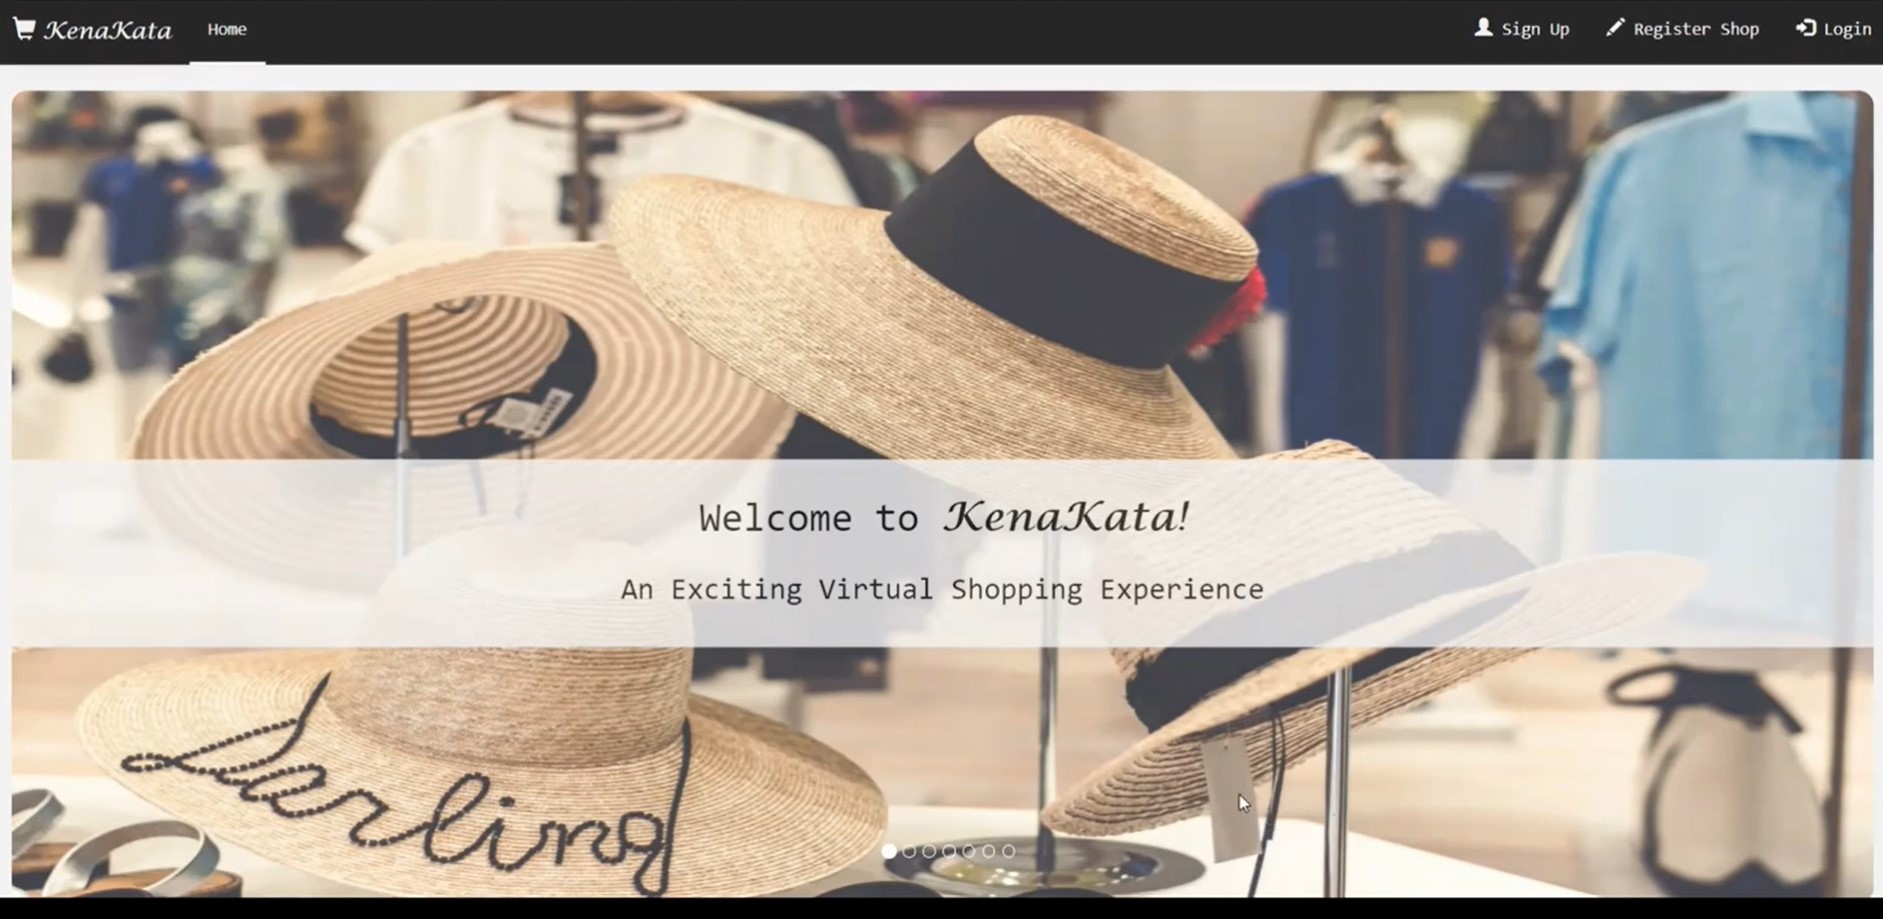 KenaKata Home Sign Up Register Shop Login
Welcome to KenaKata!
An Exciting Virtual Shopping Experience
Darling